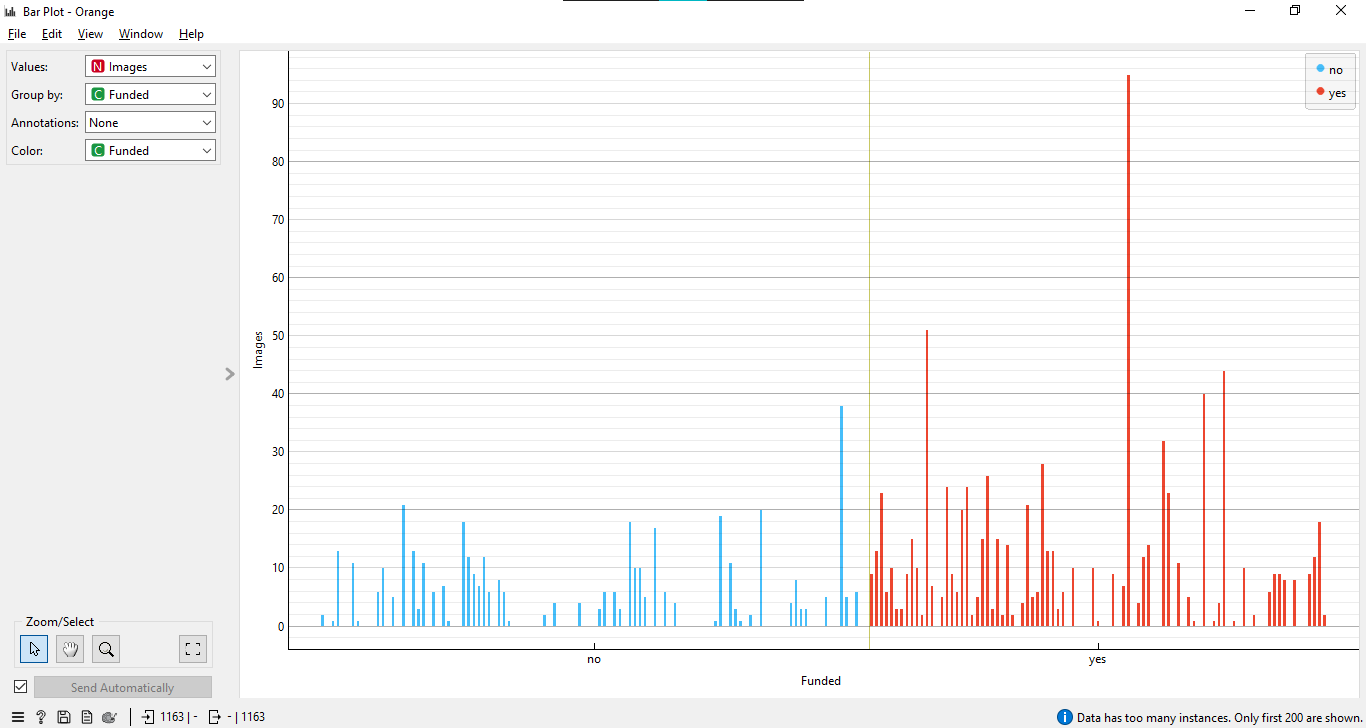 Bar Plot - Orange
File Edit View Window Help
Values: N Images
Group by: C Funded
Annotations: None
Color: C Funded
no
yes
90
80
70
60
50
40
30
20
10
0
Images
no yes
Funded
Zoom/Select
Send Automatically
1163 | - - | 1163
Data has too many instances. Only first 200 are shown.